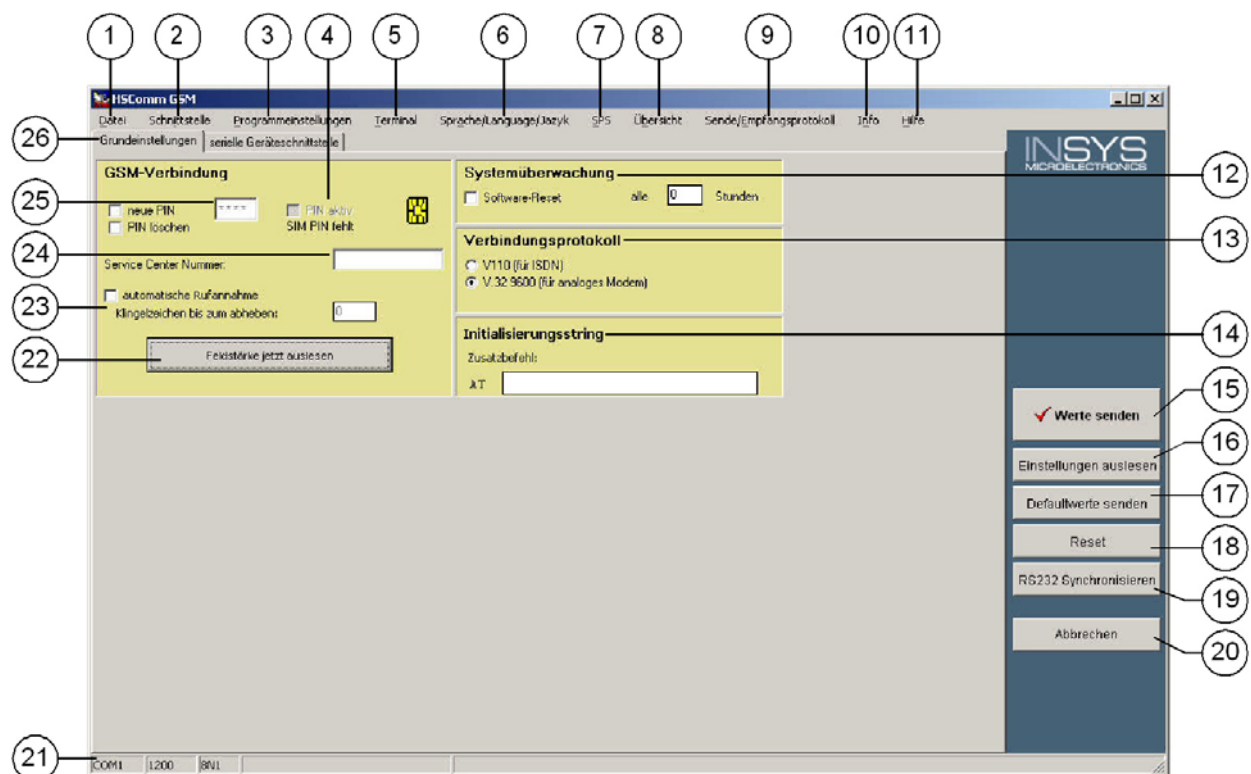 1 2 3 4 5 6 7 8 9 10 11
HSComm GSM
Datei Schnittstelle Programmeinstellungen Terminal Sprache/Language/Jazyk SPS Übersicht Sende/Empfangsprotokoll Info Hilfe
26 Grundeinstellungen serielle Geräteschnittstelle
INSYS
MICROELECTRONICS
GSM-Verbindung
25 neue PIN **** PIN aktiv
PIN löschen SIM PIN fehlt
24
Service Center Nummer:
automatische Rufannahme
23 Klingelzeichen bis zum abheben: 0
22 Feldstärke jetzt auslesen
Systemüberwachung 12
Software-Reset alle 0 Stunden
Verbindungsprotokoll 13
V110 (für ISDN)
V.32 9600 (für analoges Modem)
Initialisierungsstring 14
Zusatzbefehl:
AT
Werte senden 15
Einstellungen auslesen 16
Defaultwerte senden 17
Reset 18
RS232 Synchronisieren 19
Abbrechen 20
21 COM1 1200 8N1